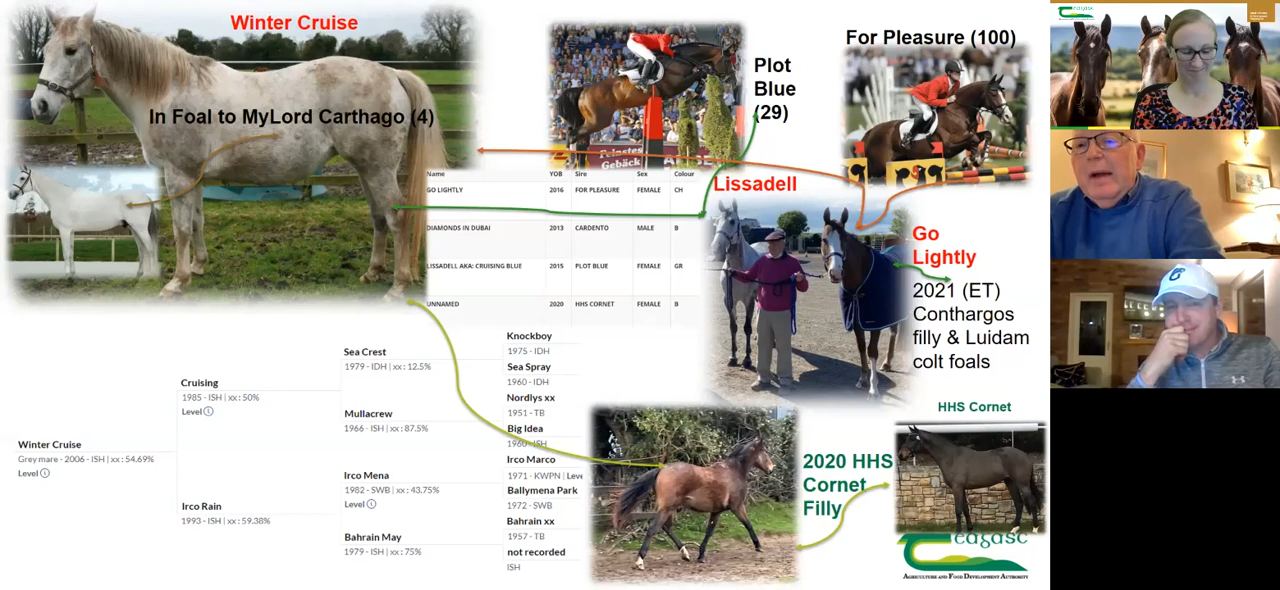 Winter Cruise
In Foal to MyLord Carthago (4)
Plot
Blue
(29)
For Pleasure (100)
Feinstes
Gebäck
Name YOB Sire Sex Colour
GO LIGHTLY 2016 FOR PLEASURE FEMALE CH
DIAMONDS IN DUBAI 2013 CARDENTO MALE B
LISSADELL AKA: CRUISING BLUE 2015 PLOT BLUE FEMALE GR
UNNAMED 2020 HHS CORNET FEMALE B
Lissadell
Go
Lightly
2021 (ET)
Conthargos
filly & Luidam
colt foals
HHS Cornet
2020 HHS
Cornet
Filly
Winter Cruise
Grey mare - 2006 - ISH | xx : 54.69%
Level
Cruising
1985 - ISH | xx : 50%
Level
Irco Rain
1993 - ISH | xx : 59.38%
Sea Crest
1979 - IDH | xx : 12.5%
Mullacrew
1966 - ISH | xx : 87.5%
Irco Mena
1982 - SWB | xx : 43.75%
Level
Bahrain May
1979 - ISH | xx : 75%
Knockboy
1975 - IDH
Sea Spray
1960 - IDH
Nordlys xx
1951 - TB
Big Idea
1960 - ISH
Irco Marco
1971 - KWPN | Leve
Ballymena Park
1972 - SWB
Bahrain xx
1957 - TB
not recorded
ISH
eagasc
AGRICULTURE AND FOOD DEVELOPMENT AUTHORITY
eagasc